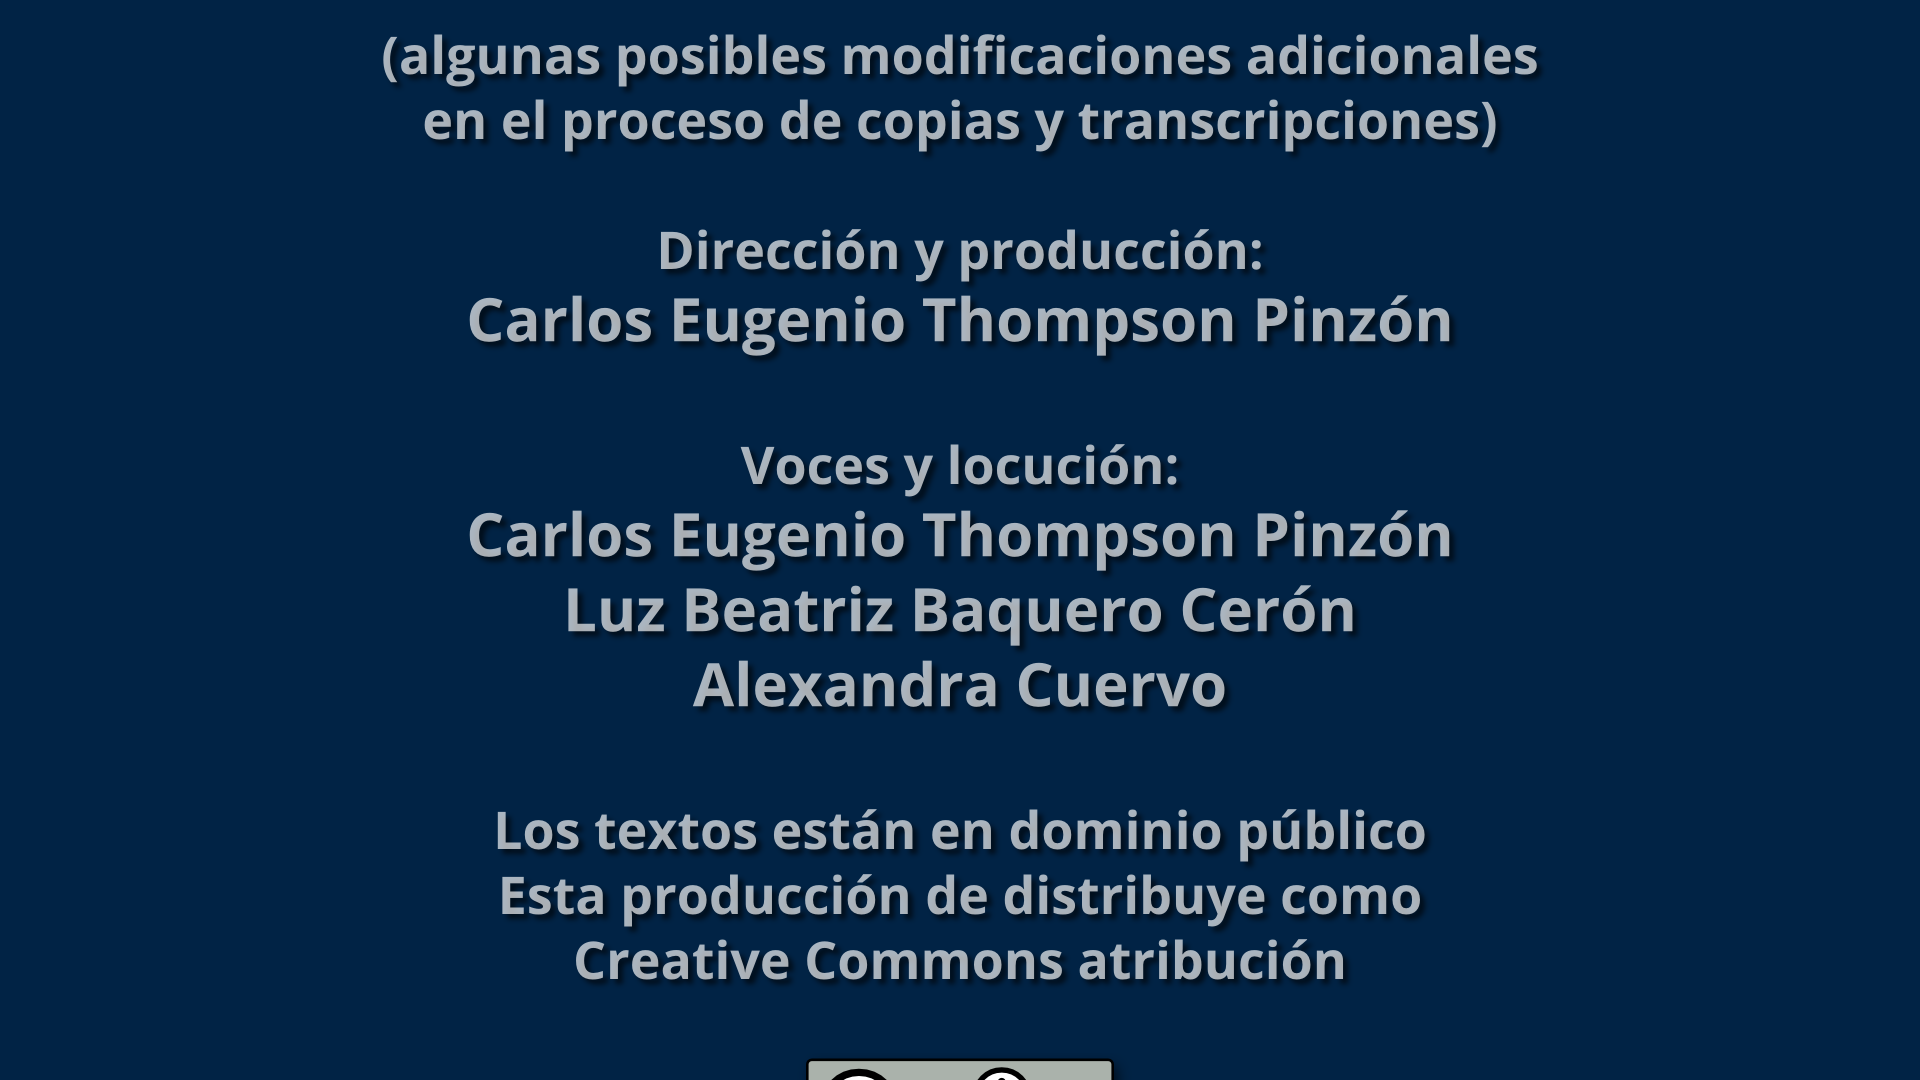 (algunas posibles modificaciones adicionales
en el proceso de copias y transcripciones)
Dirección y producción:
Carlos Eugenio Thompson Pinzón
Voces y locución:
Carlos Eugenio Thompson Pinzón
Luz Beatriz Baquero Cerón
Alexandra Cuervo
Los textos están en dominio público
Esta producción de distribuye como
Creative Commons atribución